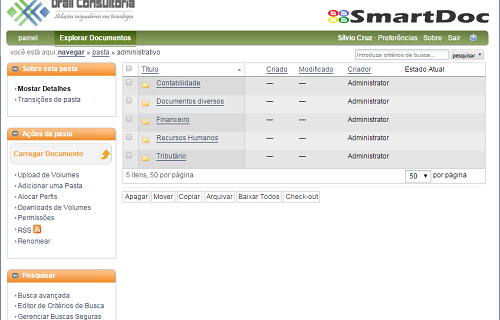 Drall Consultoria
Soluções inigualáveis em tecnologia
SmartDoc
painel Explorar Documentos Sílvio Cruz · Preferências · Sobre · Sair
você está aqui: navegar » pasta » administrativo
Introduza critérios de busca... pesquisar
Sobre esta pasta
Mostar Detalhes
Transições de pasta
Ações da pasta
Carregar Documento
Upload de Volumes
Adicionar uma Pasta
Alocar Perfis
Downloads de Volumes
Permissões
RSS
Renomear
Pesquisar
Busca avançada
Editor de Critérios de Busca
Gerenciar Buscas Seguras
Título Criado Modificado Criador Estado Atual
Contabilidade — — Administrator
Documentos diversos — — Administrator
Financeiro — — Administrator
Recursos Humanos — — Administrator
Tributário — — Administrator
5 itens, 50 por página 50 por página
Apagar Mover Copiar Arquivar Baixar Todos Check-out